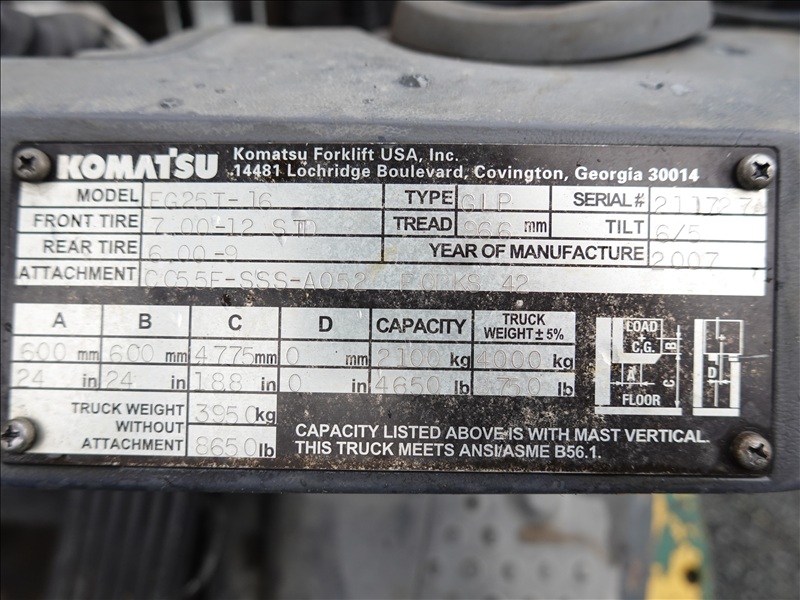 KOMATSU Komatsu Forklift USA, Inc.
14481 Lochridge Boulevard, Covington, Georgia 30014
MODEL FG25T-16 TYPE GLP SERIAL#
FRONT TIRE 7.00-12 STD TREAD 966 mm TILT 6/5
REAR TIRE 6.00-9 YEAR OF MANUFACTURE 2007
ATTACHMENT 42
A B C D CAPACITY TRUCK WEIGHT ± 5%
600 mm 600 mm 4775 mm 0 mm 2100 kg 4000 kg
24 in 24 in 188 in 0 in 4650 lb lb
TRUCK WEIGHT WITHOUT ATTACHMENT
3950 kg
8650 lb
LOAD
C.G.
A B C D
FLOOR
CAPACITY LISTED ABOVE IS WITH MAST VERTICAL.
THIS TRUCK MEETS ANSI/ASME B56.1.